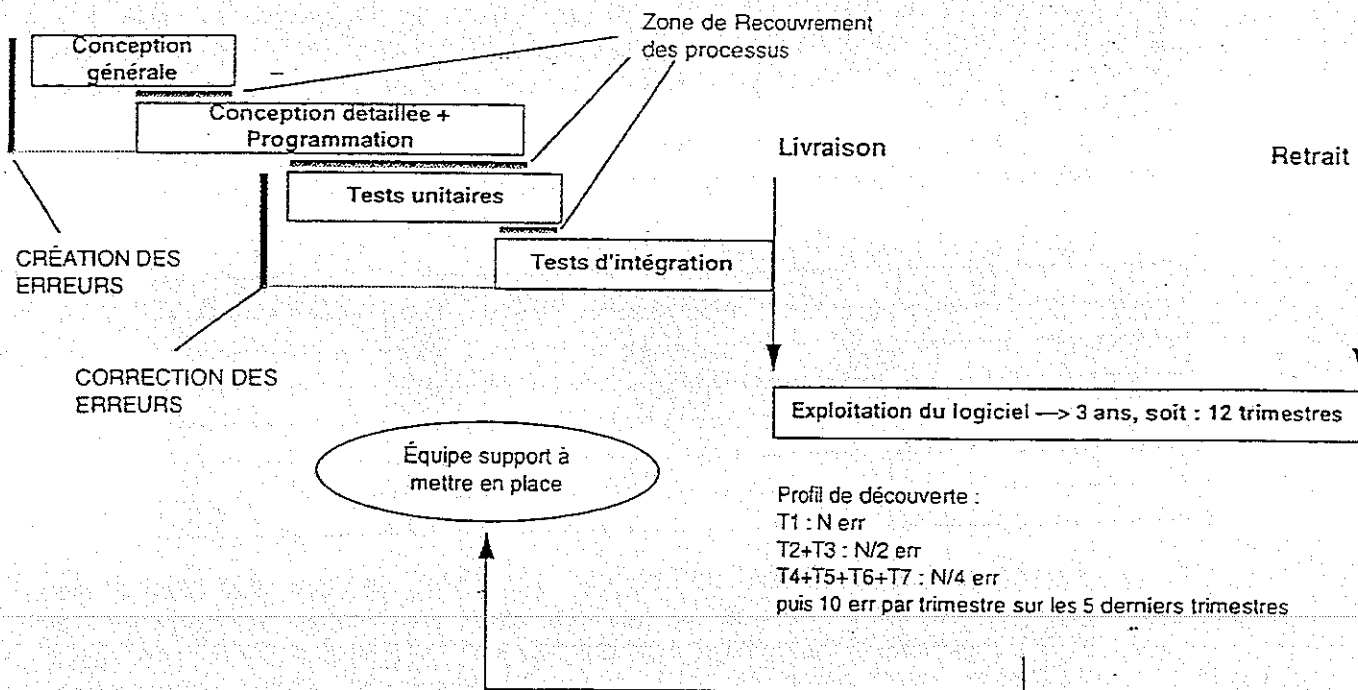 Zone de Recouvrement
des processus
Conception
générale
Conception détaillée +
Programmation
Livraison
Retrait
Tests unitaires
CRÉATION DES
ERREURS
Tests d'intégration
CORRECTION DES
ERREURS
Exploitation du logiciel —> 3 ans, soit : 12 trimestres
Équipe support à
mettre en place
Profil de découverte :
T1 : N err
T2+T3 : N/2 err
T4+T5+T6+T7 : N/4 err
puis 10 err par trimestre sur les 5 derniers trimestres